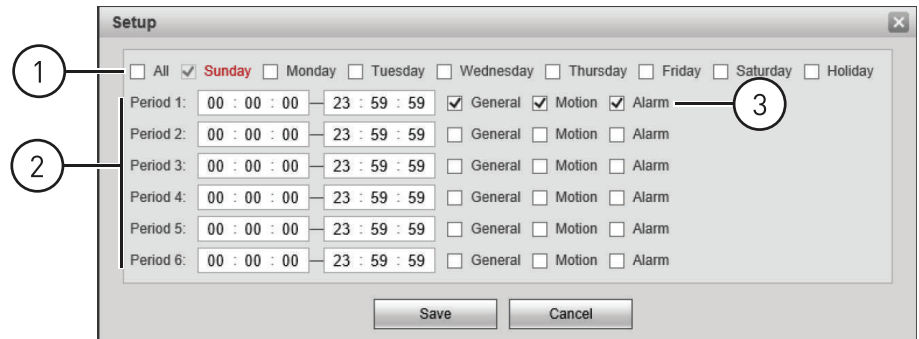 Setup
1 All Sunday Monday Tuesday Wednesday Thursday Friday Saturday Holiday
Period 1: 00 : 00 : 00 — 23 : 59 : 59 General Motion Alarm 3
Period 2: 00 : 00 : 00 — 23 : 59 : 59 General Motion Alarm
2 Period 3: 00 : 00 : 00 — 23 : 59 : 59 General Motion Alarm
Period 4: 00 : 00 : 00 — 23 : 59 : 59 General Motion Alarm
Period 5: 00 : 00 : 00 — 23 : 59 : 59 General Motion Alarm
Period 6: 00 : 00 : 00 — 23 : 59 : 59 General Motion Alarm
Save Cancel